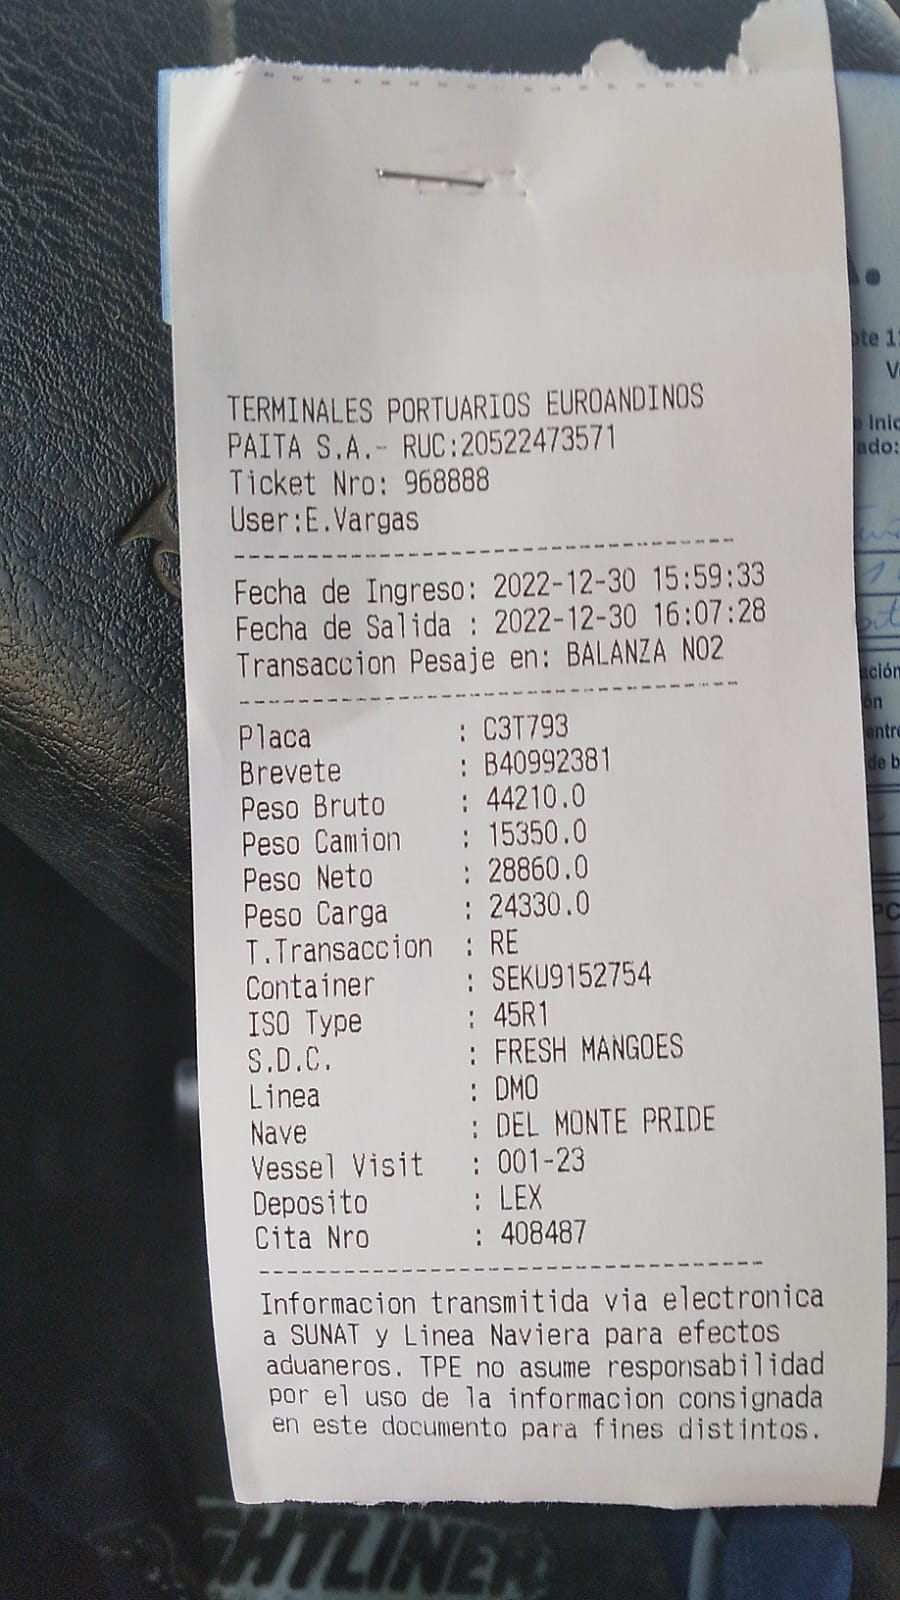 TERMINALES PORTUARIOS EUROANDINOS
PAITA S.A.- RUC:20522473571
Ticket Nro: 968888
User:E.Vargas
Fecha de Ingreso: 2022-12-30 15:59:33
Fecha de Salida : 2022-12-30 16:07:28
Transaccion Pesaje en: BALANZA NO2
Placa : C3T793
Brevete : B40992381
Peso Bruto : 44210.0
Peso Camion : 15350.0
Peso Neto : 28860.0
Peso Carga : 24330.0
T.Transaccion : RE
Container : SEKU9152754
ISO Type : 45R1
S.D.C. : FRESH MANGOES
Linea : DMO
Nave : DEL MONTE PRIDE
Vessel Visit : 001-23
Deposito : LEX
Cita Nro : 408487
Informacion transmitida via electronica
a SUNAT y Linea Naviera para efectos
aduaneros. TPE no asume responsabilidad
por el uso de la informacion consignada
en este documento para fines distintos.